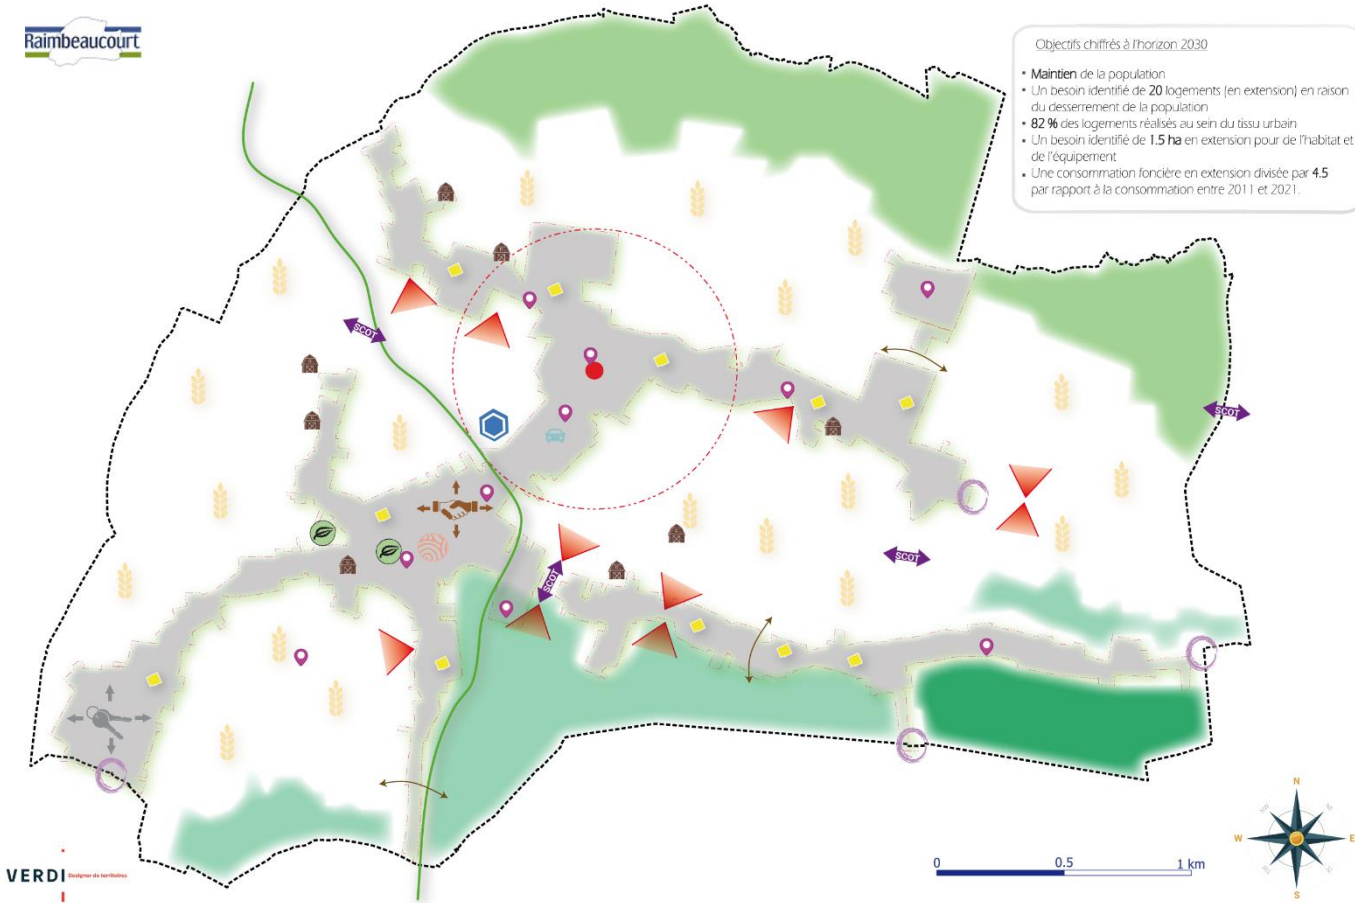 Raimbeaucourt
Objectifs chiffrés à l'horizon 2030
• Maintien de la population
• Un besoin identifié de 20 logements (en extension) en raison
du desserrement de la population
• 82 % des logements réalisés au sein du tissu urbain
• Un besoin identifié de 1.5 ha en extension pour de l'habitat et
de l'équipement
• Une consommation foncière en extension divisée par 4.5
par rapport à la consommation entre 2011 et 2021.
SCOT
SCOT
SCOT
SCOT
N
W
E
S
0 0.5 1 km
VERDI Designer de territoires